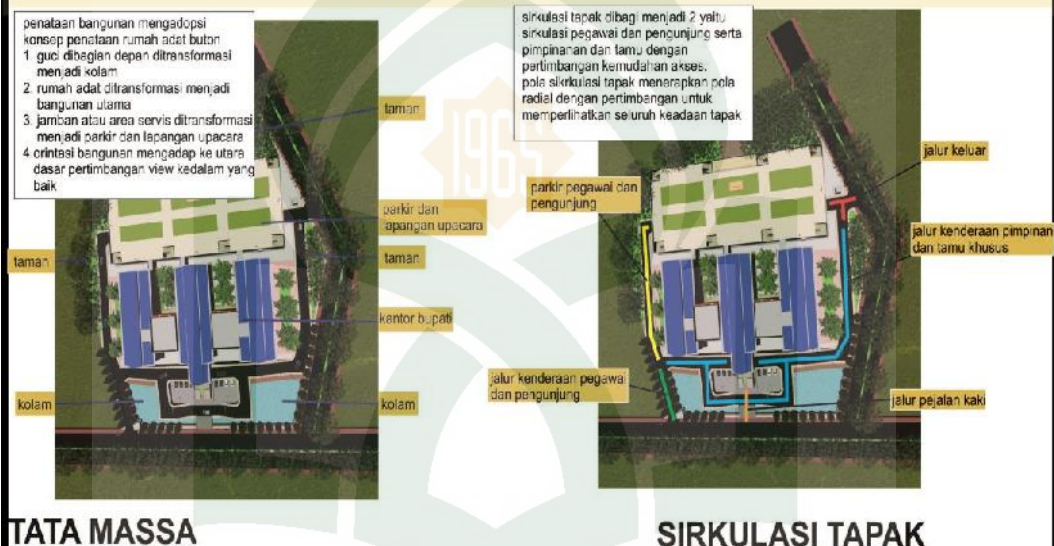 penataan bangunan mengadopsi
konsep penataan rumah adat buton
1 guci dibagian depan ditransformasi
menjadi kolam
2. rumah adat ditransformasi menjadi
bangunan utama
3. jamban atau area servis ditransformasi
menjadi parkir dan lapangan upacara
4 orintasi bangunan mengadap ke utara
dasar pertimbangan view kedalam yang
baik
taman
parkir dan
lapangan upacara
taman
taman
kantor bupati
kolam
kolam
TATA MASSA
sirkulasi tapak dibagi menjadi 2 yaitu
sirkulasi pegawai dan pengunjung serta
pimpinanan dan tamu dengan
pertimbangan kemudahan akses.
pola sikrkulasi tapak menerapkan pola
radial dengan pertimbangan untuk
memperlihatkan seluruh keadaan tapak
jalur keluar
parkir pegawai dan
pengunjung
jalur kenderaan pimpinan
dan tamu khusus
jalur kenderaan pegawai
dan pengunjung
jalur pejalan kaki
SIRKULASI TAPAK
1965